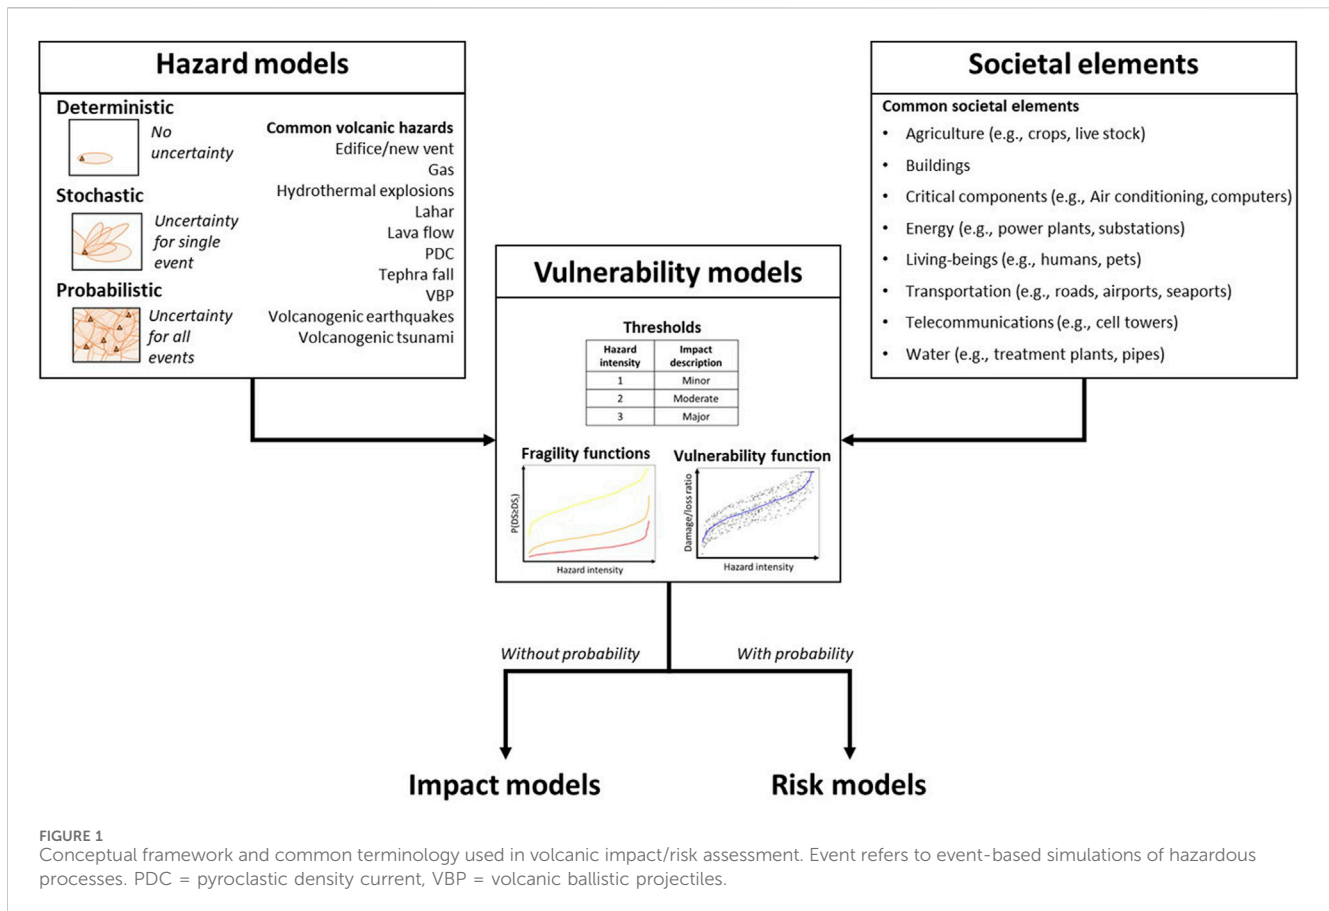 Hazard models
Deterministic
No
uncertainty
Stochastic
Uncertainty
for single
event
Probabilistic
Uncertainty
for all
events
Common volcanic hazards
Edifice/new vent
Gas
Hydrothermal explosions
Lahar
Lava flow
PDC
Tephra fall
VBP
Volcanogenic earthquakes
Volcanogenic tsunami
Societal elements
Common societal elements
• Agriculture (e.g., crops, live stock)
• Buildings
• Critical components (e.g., Air conditioning, computers)
• Energy (e.g., power plants, substations)
• Living-beings (e.g., humans, pets)
• Transportation (e.g., roads, airports, seaports)
• Telecommunications (e.g., cell towers)
• Water (e.g., treatment plants, pipes)
Vulnerability models
Thresholds
Hazard intensity
Impact description
1 Minor
2 Moderate
3 Major
Fragility functions
P(DS≥DSᵢ)
Hazard intensity
Vulnerability function
Damage/loss ratio
Hazard intensity
Without probability
With probability
Impact models
Risk models
FIGURE 1
Conceptual framework and common terminology used in volcanic impact/risk assessment. Event refers to event-based simulations of hazardous
processes. PDC = pyroclastic density current, VBP = volcanic ballistic projectiles.